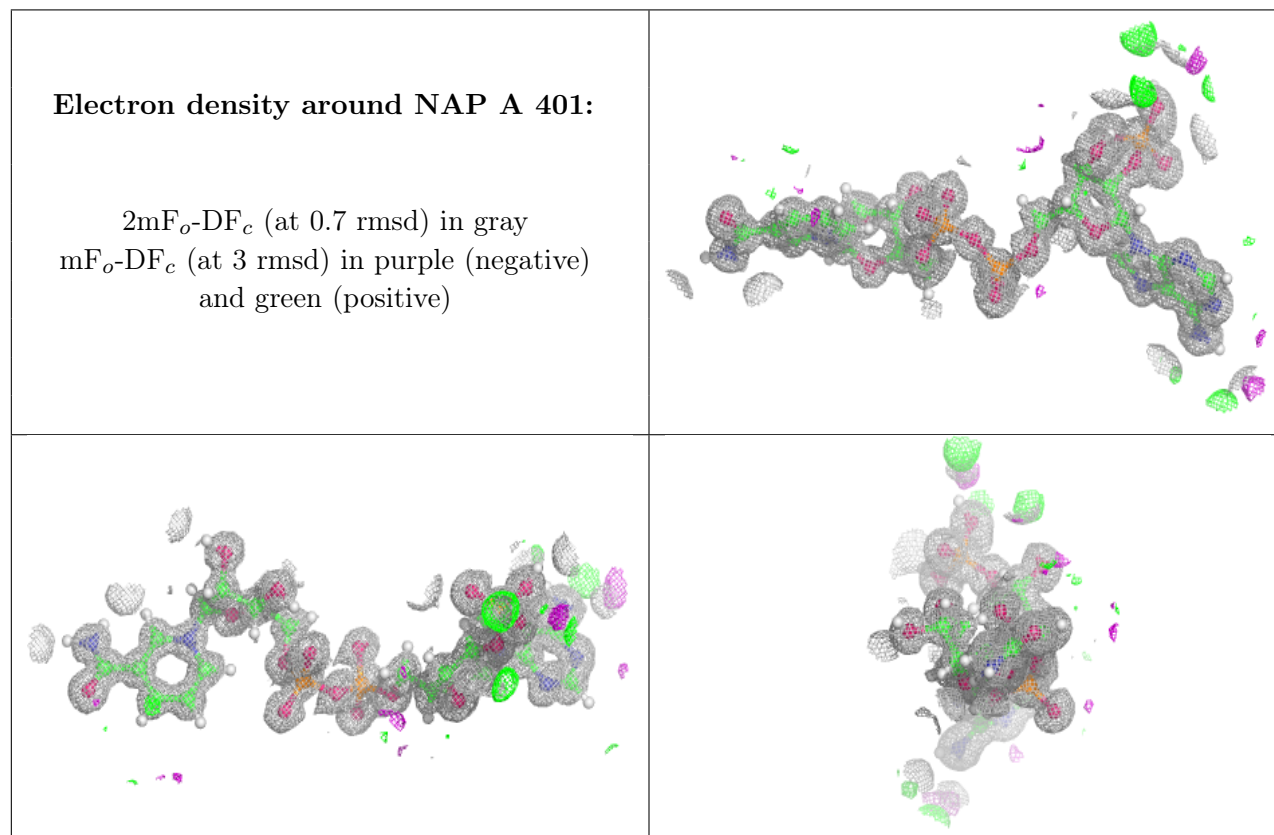 Electron density around NAP A 401:
2mFo-DFc (at 0.7 rmsd) in gray
mFo-DFc (at 3 rmsd) in purple (negative)
and green (positive)